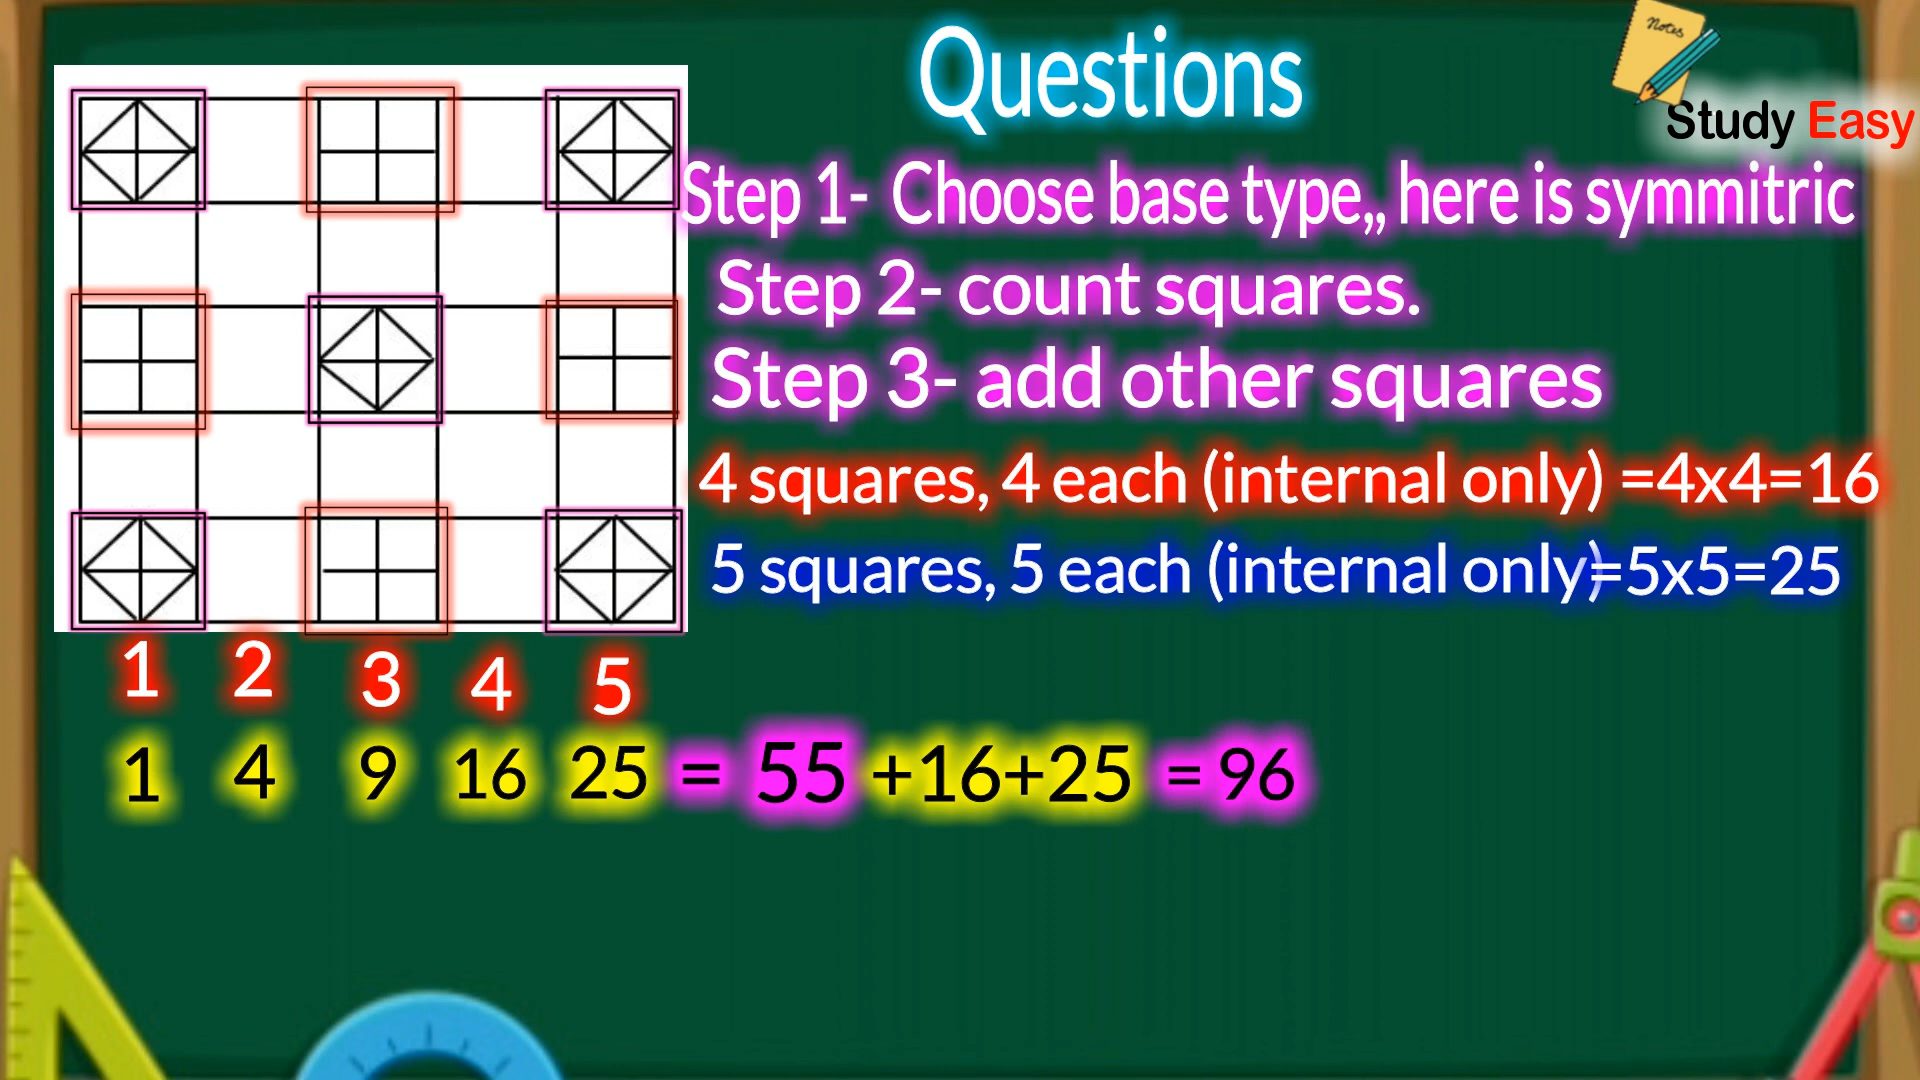 Questions
Notes
Study Easy
Step 1- Choose base type,, here is symmitric
Step 2- count squares.
Step 3- add other squares
4 squares, 4 each (internal only) =4x4=16
5 squares, 5 each (internal only)=5x5=25
1 2 3 4 5
1 4 9 16 25 = 55 +16+25 = 96